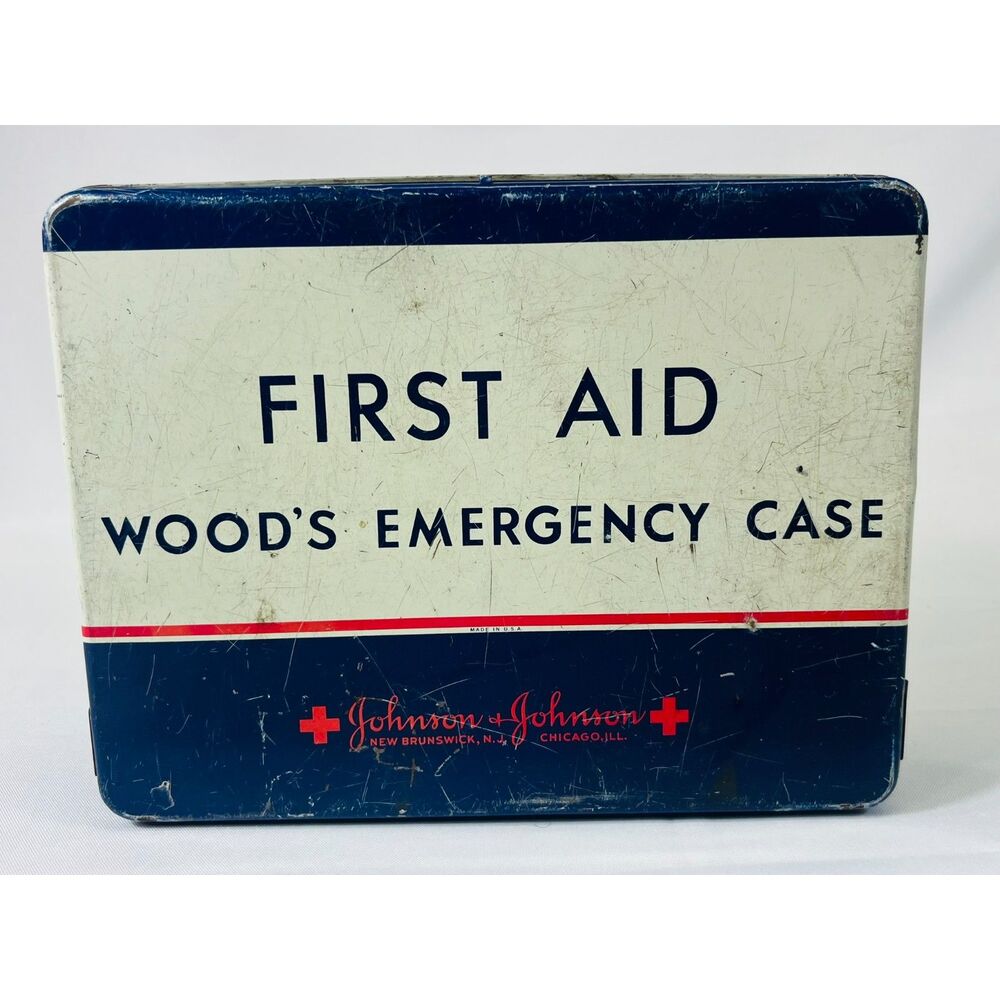 FIRST AID
WOOD'S EMERGENCY CASE
MADE IN U.S.A.
Johnson & Johnson
NEW BRUNSWICK, N.J. CHICAGO, ILL.